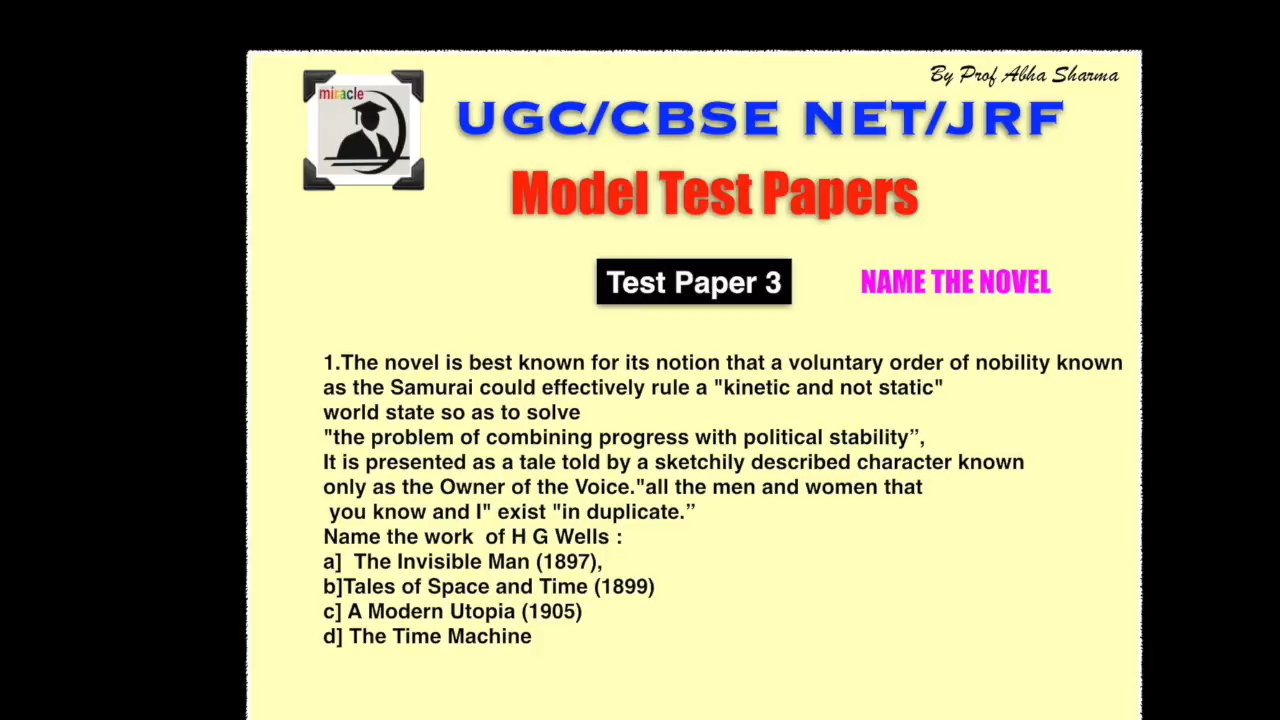 By Prof Abha Sharma
miracle
UGC/CBSE NET/JRF
Model Test Papers
Test Paper 3
NAME THE NOVEL
1.The novel is best known for its notion that a voluntary order of nobility known
as the Samurai could effectively rule a "kinetic and not static"
world state so as to solve
"the problem of combining progress with political stability”,
It is presented as a tale told by a sketchily described character known
only as the Owner of the Voice."all the men and women that
you know and I" exist "in duplicate.”
Name the work of H G Wells :
a] The Invisible Man (1897),
b]Tales of Space and Time (1899)
c] A Modern Utopia (1905)
d] The Time Machine